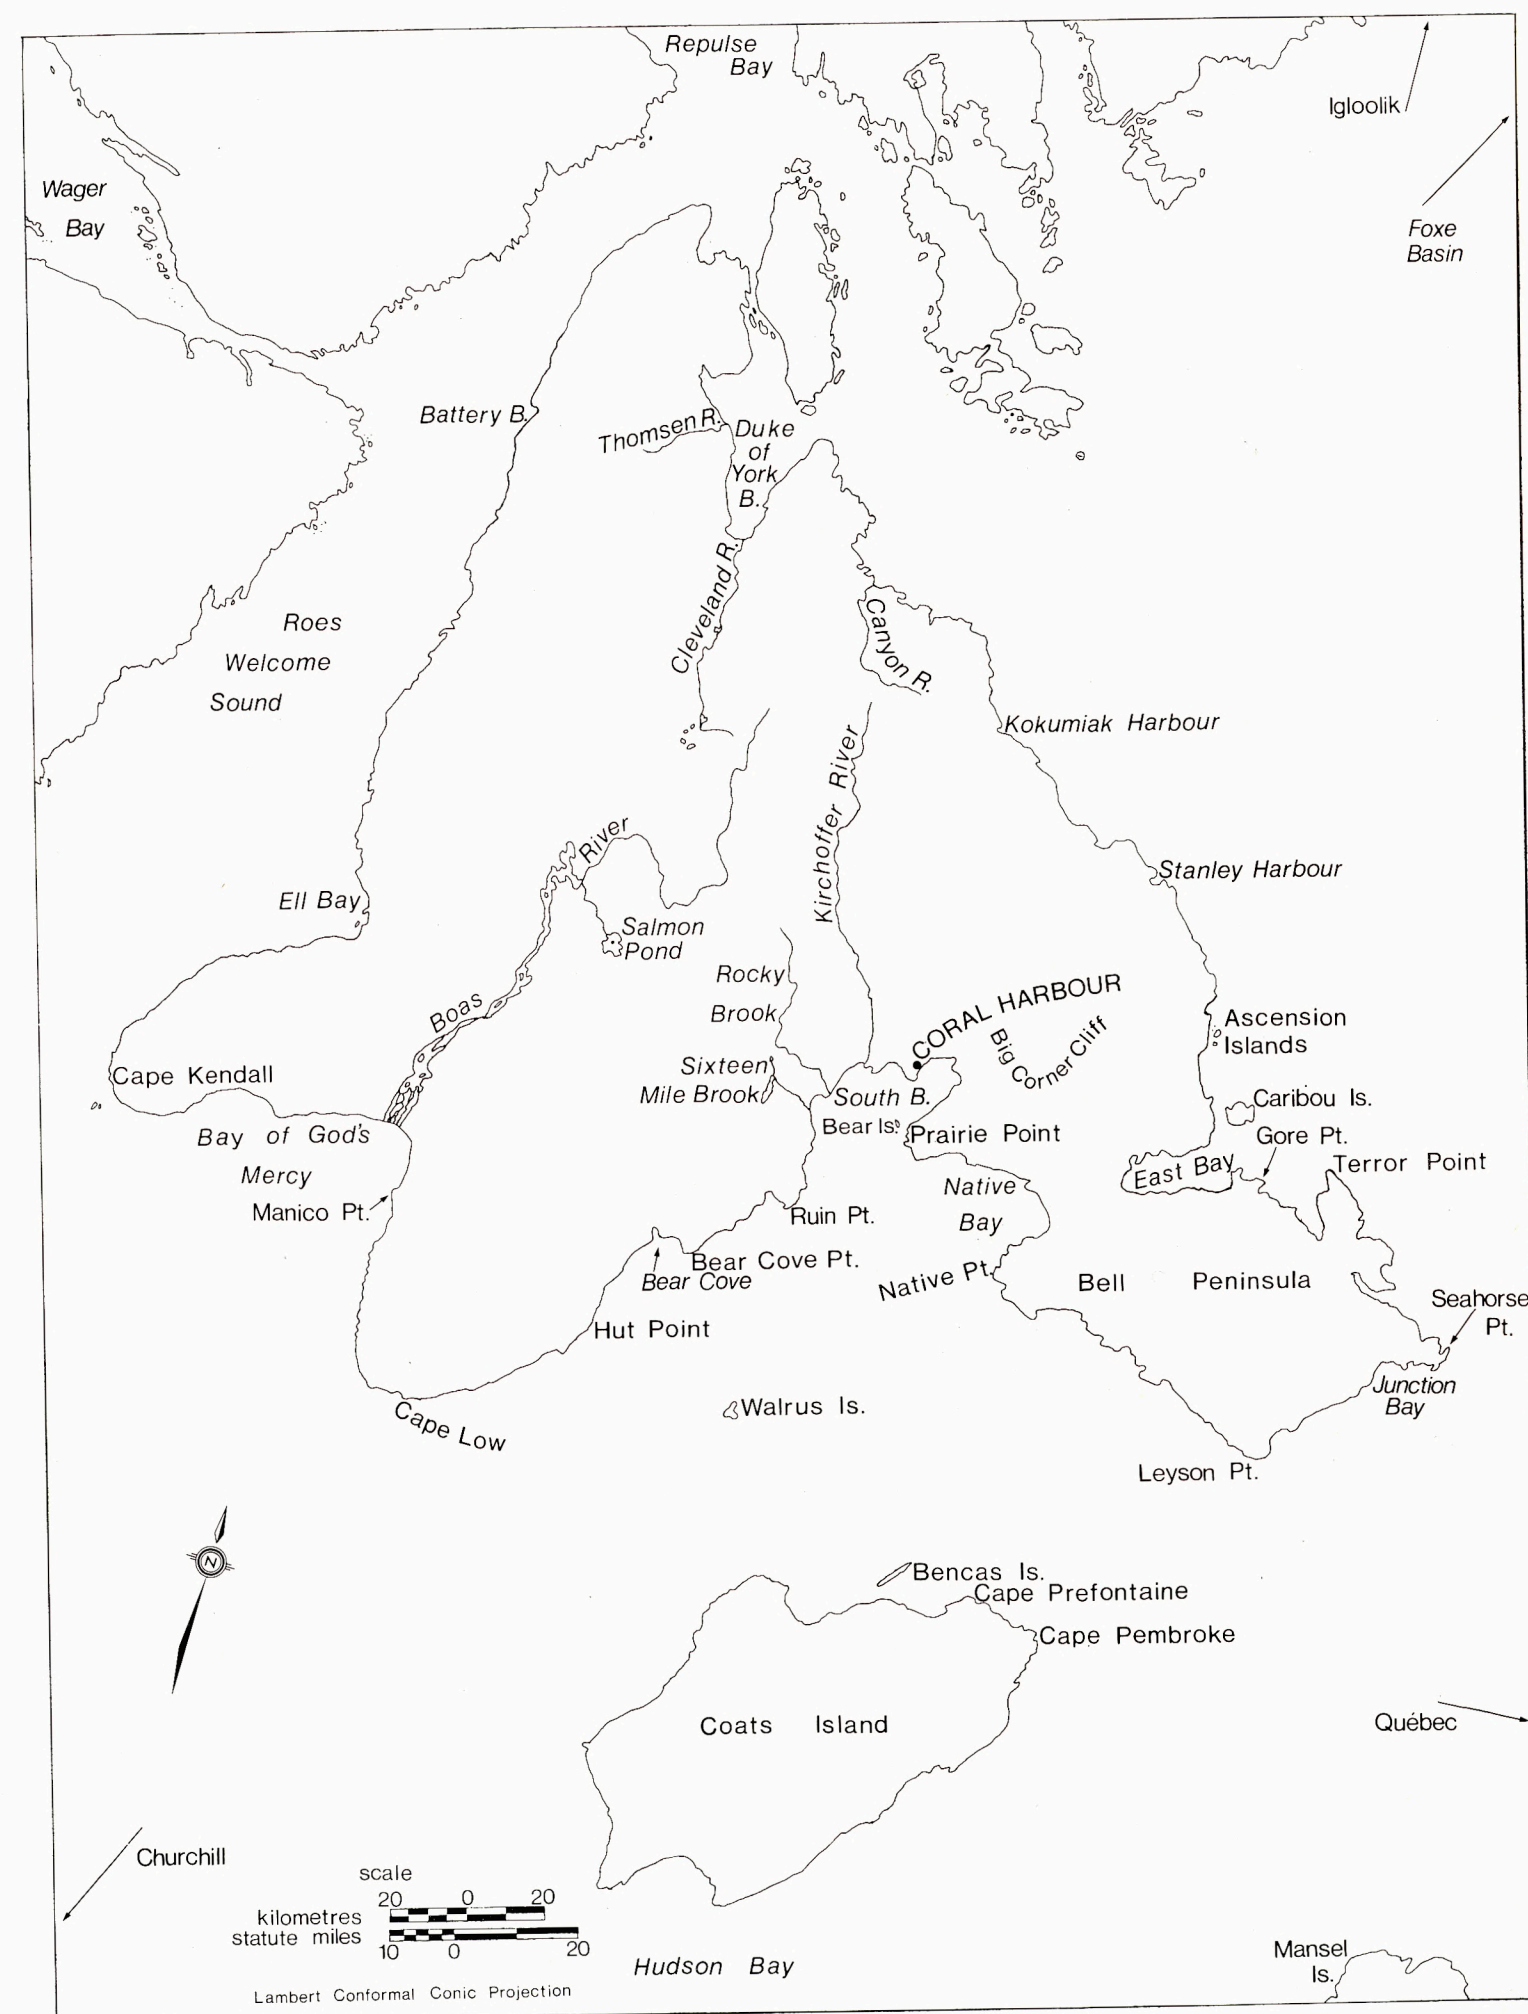 Repulse
Bay
Igloolik
Wager
Bay
Foxe
Basin
Battery B.
Thomsen R.
Duke
of
York
B.
Cleveland R.
Canyon R.
Roes
Welcome
Sound
Kokumiak Harbour
Kirchoffer River
River
Stanley Harbour
Ell Bay
Salmon
Pond
Rocky
Brook
Boas
CORAL HARBOUR
Big Corner Cliff
Ascension
Islands
Sixteen
Mile Brook
Cape Kendall
South B.
Caribou Is.
Bear Is.
Prairie Point
Gore Pt.
Bay of God's
Mercy
East Bay
Terror Point
Manico Pt.
Native
Bay
Ruin Pt.
Bear Cove Pt.
Bear Cove
Native Pt.
Bell Peninsula
Seahorse
Pt.
Hut Point
Junction
Bay
Walrus Is.
Cape Low
Leyson Pt.
N
Bencas Is.
Cape Prefontaine
Cape Pembroke
Coats Island
Québec
Churchill
scale
20 0 20
kilometres
statute miles
10 0 20
Hudson Bay
Mansel
Is.
Lambert Conformal Conic Projection